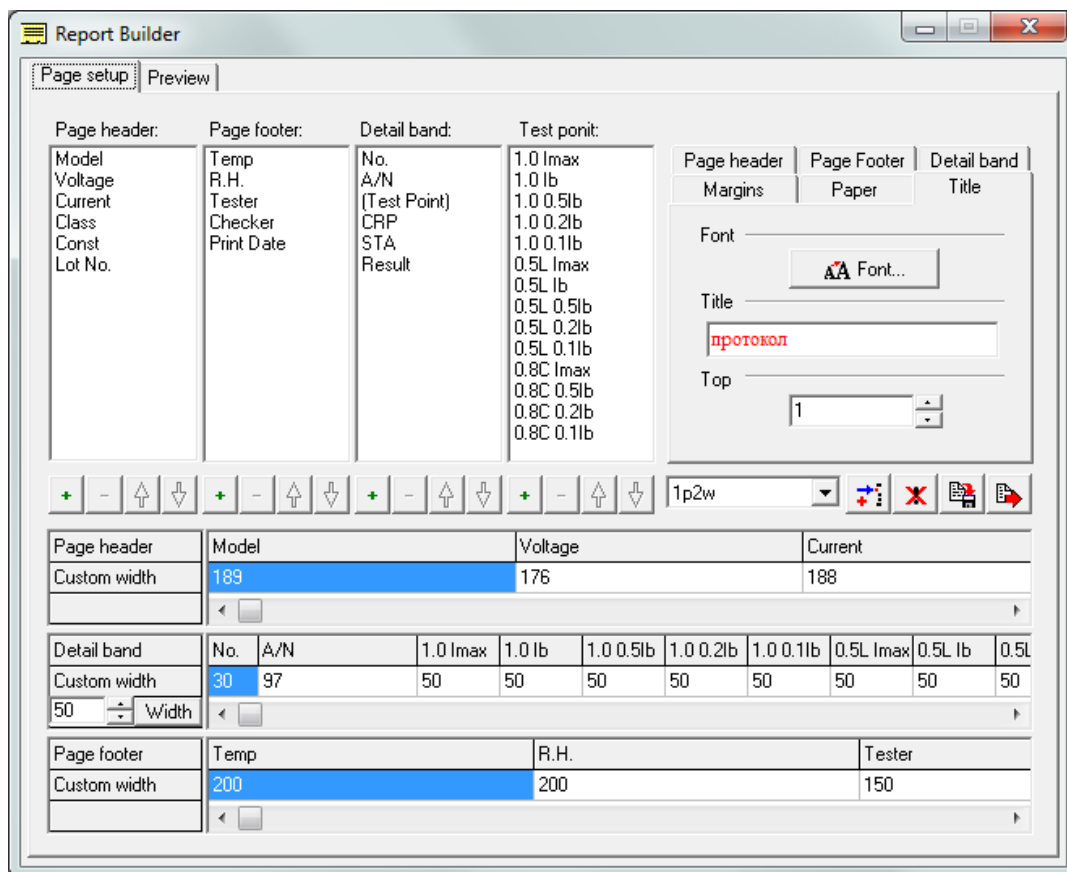 Report Builder
Page setup Preview
Page header: Page footer: Detail band: Test ponit:
Model
Voltage
Current
Class
Const
Lot No.
Temp
R.H.
Tester
Checker
Print Date
No.
A/N
(Test Point)
CRP
STA
Result
1.0 Imax
1.0 Ib
1.0 0.5Ib
1.0 0.2Ib
1.0 0.1Ib
0.5L Imax
0.5L Ib
0.5L 0.5Ib
0.5L 0.2Ib
0.5L 0.1Ib
0.8C Imax
0.8C 0.5Ib
0.8C 0.2Ib
0.8C 0.1Ib
Page header Page Footer Detail band
Margins Paper Title
Font
Font...
Title
протокол
Top
1
1p2w
Page header Model Voltage Current
Custom width 189 176 188
Detail band No. A/N 1.0 Imax 1.0 Ib 1.0 0.5Ib 1.0 0.2Ib 1.0 0.1Ib 0.5L Imax 0.5L Ib 0.5L
Custom width 30 97 50 50 50 50 50 50 50 50
50 Width
Page footer Temp R.H. Tester
Custom width 200 200 150